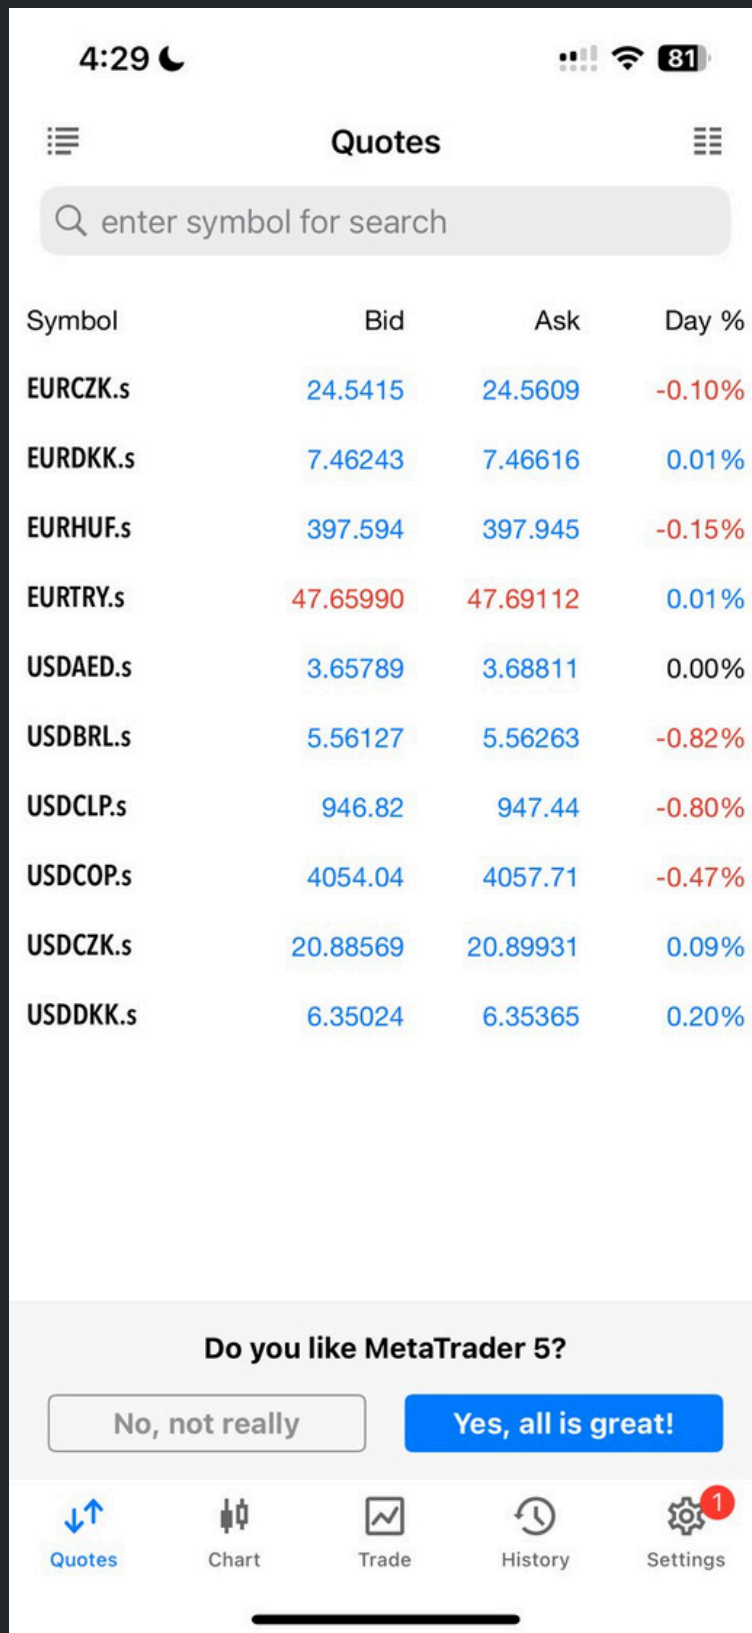 4:29
81
Quotes
enter symbol for search
Symbol Bid Ask Day %
EURCZK.s 24.5415 24.5609 -0.10%
EURDKK.s 7.46243 7.46616 0.01%
EURHUF.s 397.594 397.945 -0.15%
EURTRY.s 47.65990 47.69112 0.01%
USDAED.s 3.65789 3.68811 0.00%
USDBRL.s 5.56127 5.56263 -0.82%
USDCLP.s 946.82 947.44 -0.80%
USDCOP.s 4054.04 4057.71 -0.47%
USDCZK.s 20.88569 20.89931 0.09%
USDDKK.s 6.35024 6.35365 0.20%
Do you like MetaTrader 5?
No, not really Yes, all is great!
1
Quotes Chart Trade History Settings